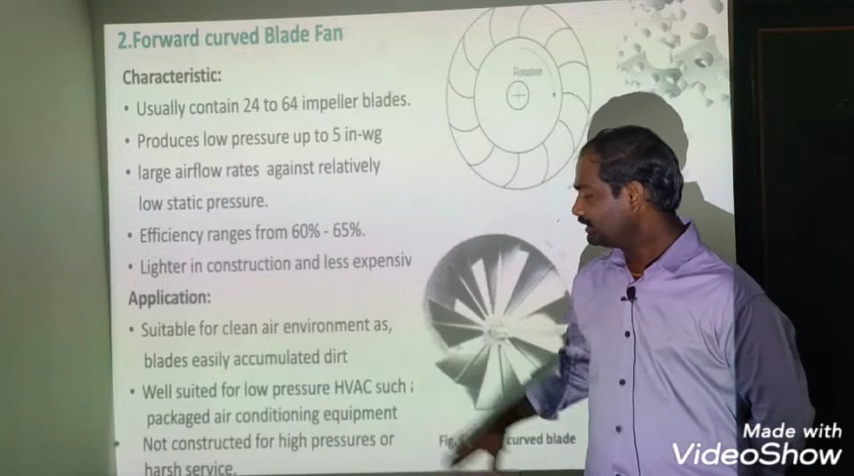 2.Forward curved Blade Fan
Characteristic:
• Usually contain 24 to 64 impeller blades.
• Produces low pressure up to 5 in-wg
• large airflow rates against relatively
low static pressure.
• Efficiency ranges from 60% - 65%.
• Lighter in construction and less expensiv
Application:
• Suitable for clean air environment as,
blades easily accumulated dirt
• Well suited for low pressure HVAC such
packaged air conditioning equipment
• Not constructed for high pressures or
harsh service.
Rotation
Fig. curved blade
Made with
VideoShow